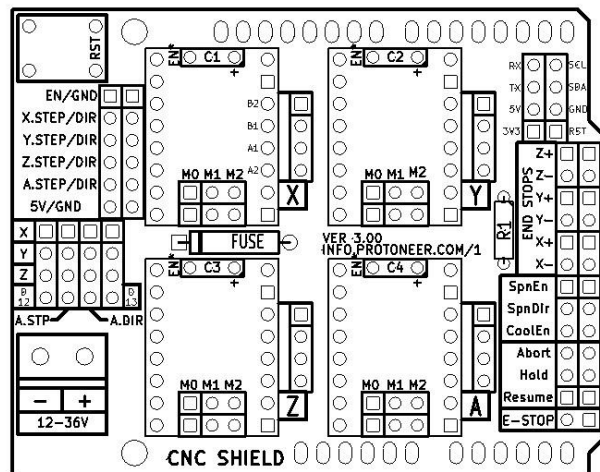 RST
EN* C1 +
EN* C2 +
RX SCL
TX SDA
5V GND
3V3 RST
EN/GND
X.STEP/DIR
Y.STEP/DIR
Z.STEP/DIR
A.STEP/DIR
5V/GND
B2
B1
A1
A2
M0 M1 M2
X
M0 M1 M2
Y
END STOPS
Z+
Z-
Y+
Y-
X+
X-
X
Y
Z
D 12
D 13
A.STP
A.DIR
FUSE
VER 3.00
INFO.PROTONEER.COM/1
R1
EN* C3 +
EN* C4 +
SpnEn
SpnDir
CoolEn
Abort
Hold
Resume
E-STOP
- +
12-36V
M0 M1 M2
Z
M0 M1 M2
A
CNC SHIELD